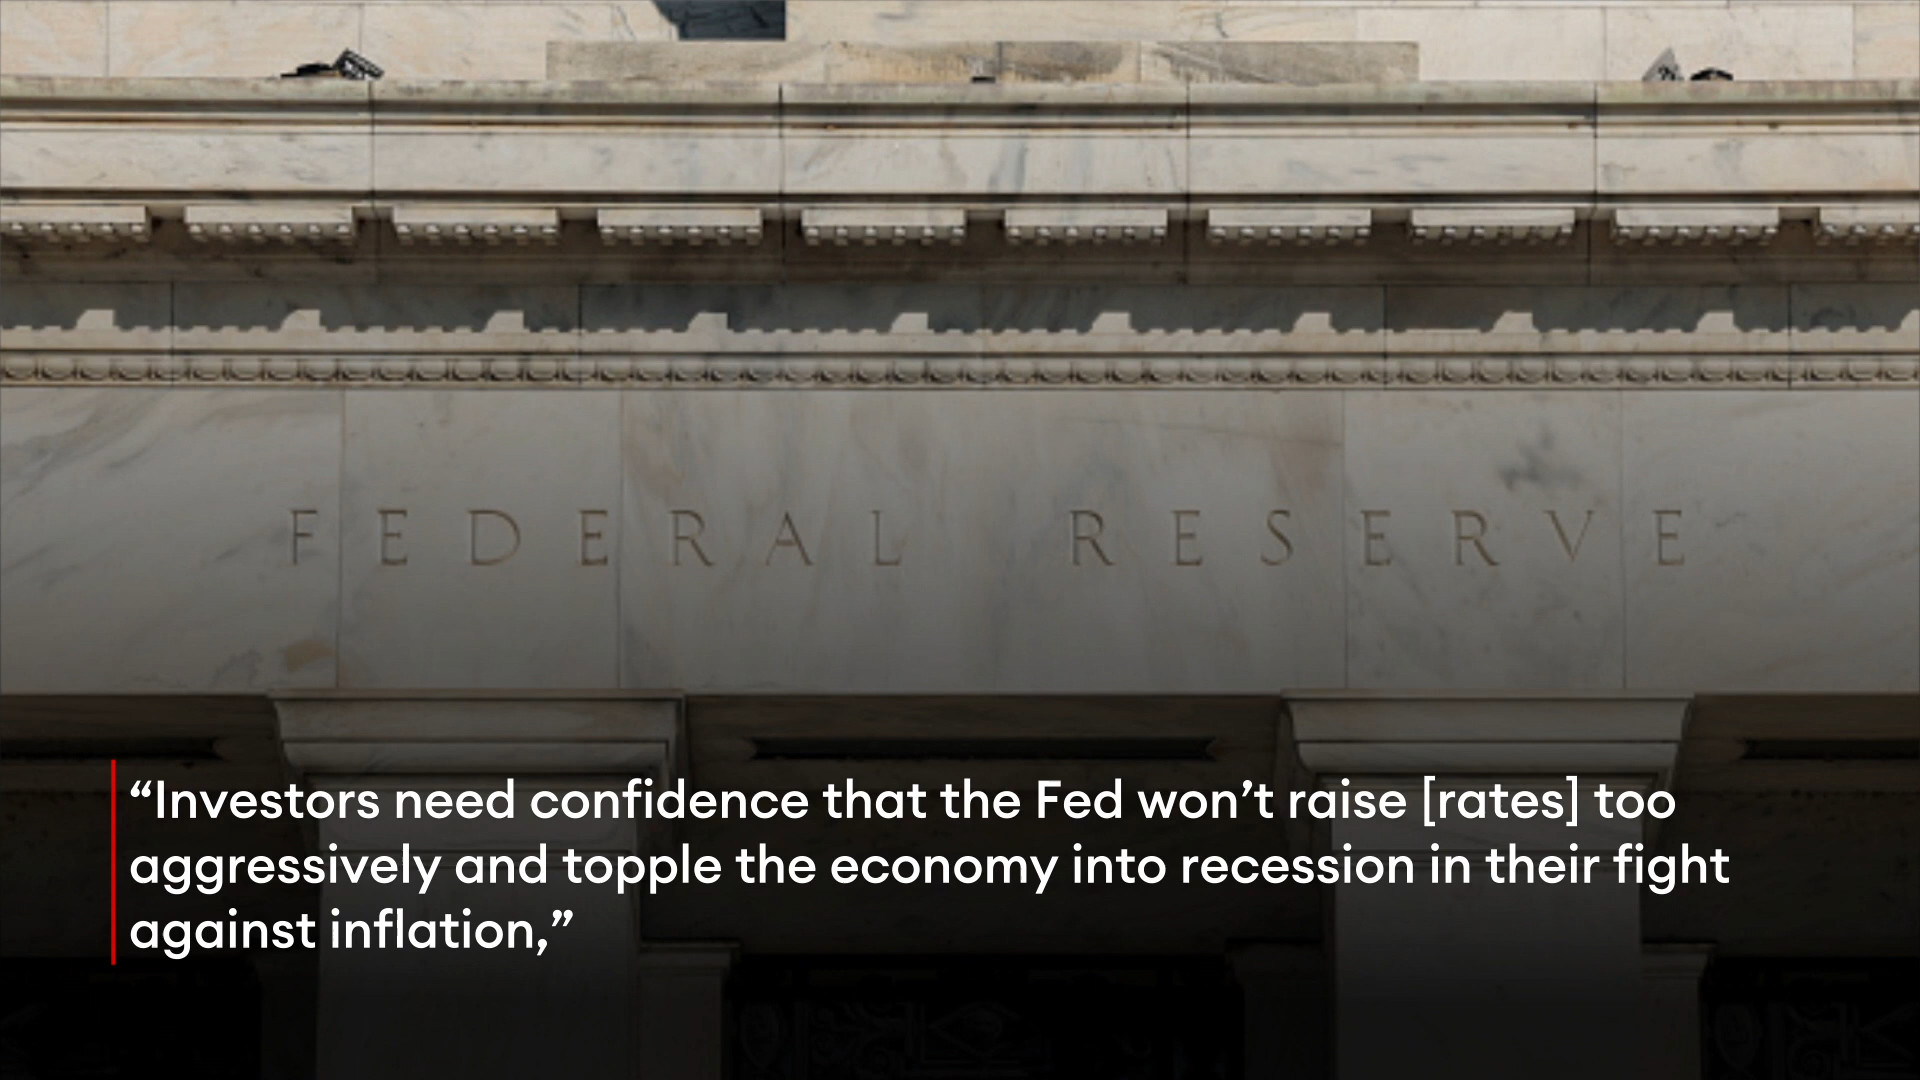 FEDERAL RESERVE
“Investors need confidence that the Fed won’t raise [rates] too
aggressively and topple the economy into recession in their fight
against inflation,”